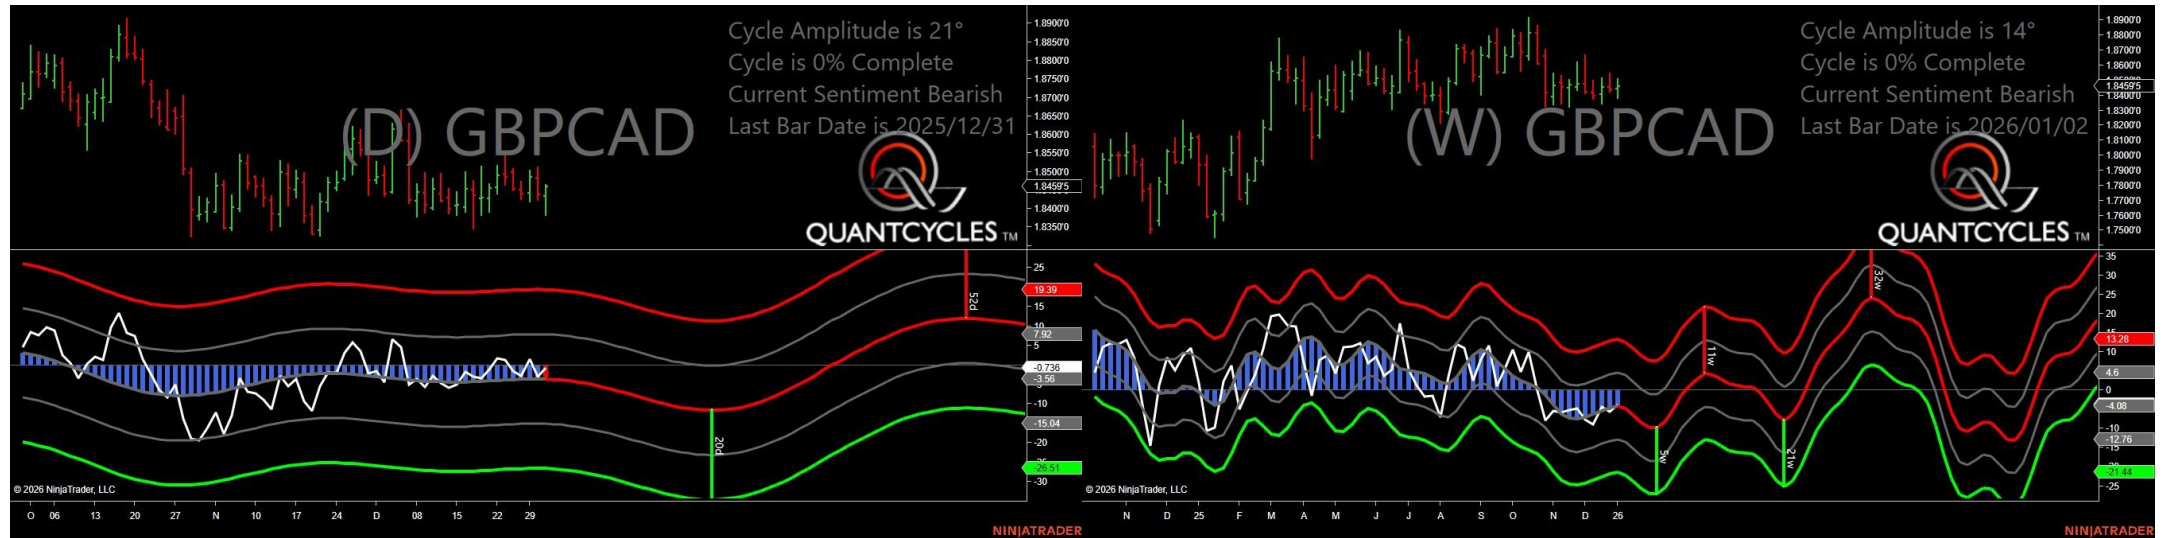 Cycle Amplitude is 21°
Cycle is 0% Complete
Current Sentiment Bearish
Last Bar Date is 2025/12/31
(D) GBPCAD
QUANTCYCLES TM
1.8900'0
1.8850'0
1.8800'0
1.8750'0
1.8700'0
1.8650'0
1.8600'0
1.8550'0
1.8500'0
1.8459'5
1.8400'0
1.8350'0
25
19.39
15
10
7.92
5
-0.736
-3.56
-10
-15.04
-20
-26.51
-30
52d
20d
© 2026 NinjaTrader, LLC
O 06 13 20 27 N 10 17 24 D 08 15 22 29
NINJATRADER
Cycle Amplitude is 14°
Cycle is 0% Complete
Current Sentiment Bearish
Last Bar Date is 2026/01/02
(W) GBPCAD
QUANTCYCLES TM
1.8900'0
1.8800'0
1.8700'0
1.8600'0
1.8459'5
1.8400'0
1.8300'0
1.8200'0
1.8100'0
1.8000'0
1.7900'0
1.7800'0
1.7700'0
1.7600'0
1.7500'0
35
30
25
20
13.28
10
4.6
0
-4.08
-10
-12.76
-21.44
-25
32w
11w
5w
21w
© 2026 NinjaTrader, LLC
N D 25 F M A M J J A S O N D 26
NINJATRADER